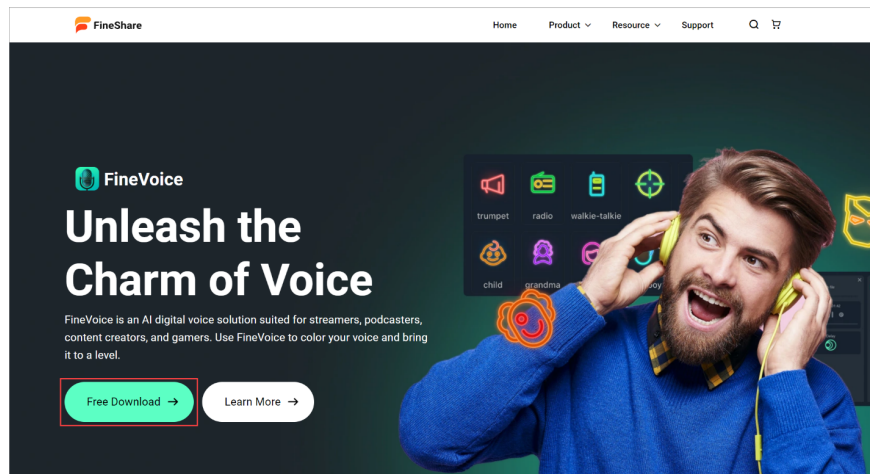 FineShare
Home Product Resource Support
FineVoice
Unleash the
Charm of Voice
FineVoice is an AI digital voice solution suited for streamers, podcasters,
content creators, and gamers. Use FineVoice to color your voice and bring
it to a level.
Free Download →
Learn More →
trumpet radio walkie-talkie
child grandma